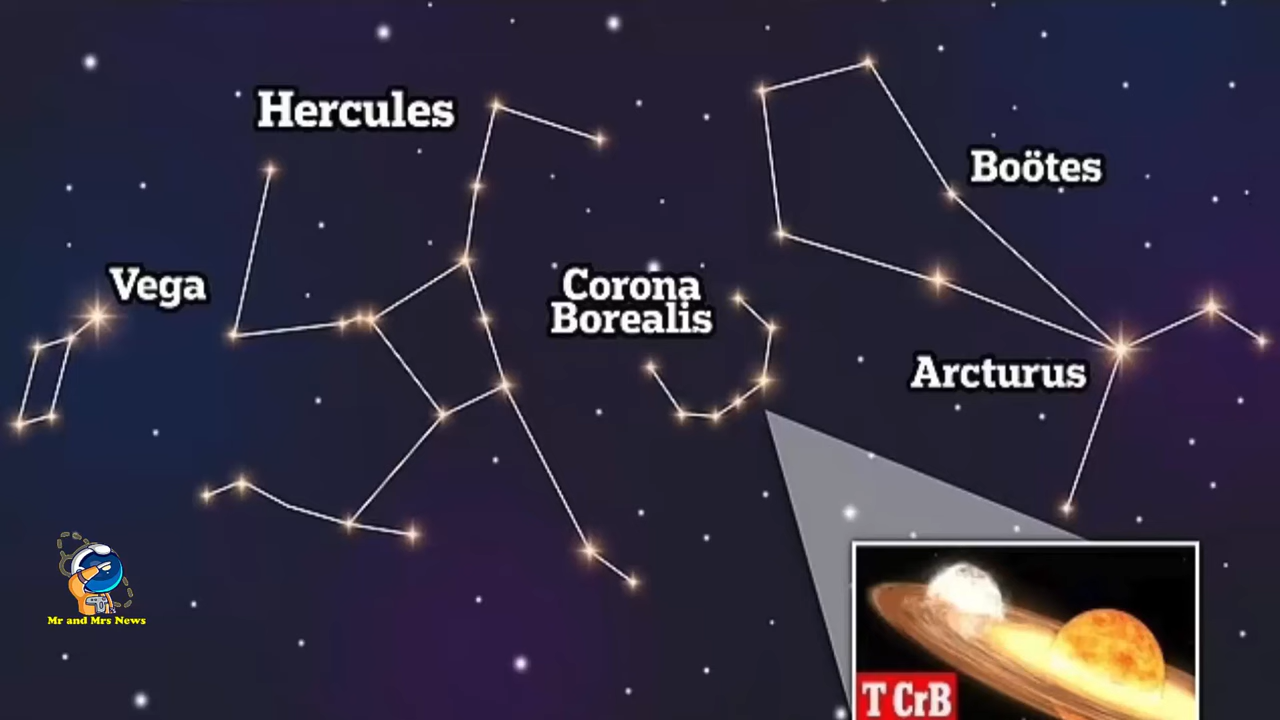 Hercules
Boötes
Vega
Corona
Borealis
Arcturus
Mr and Mrs News
T CrB